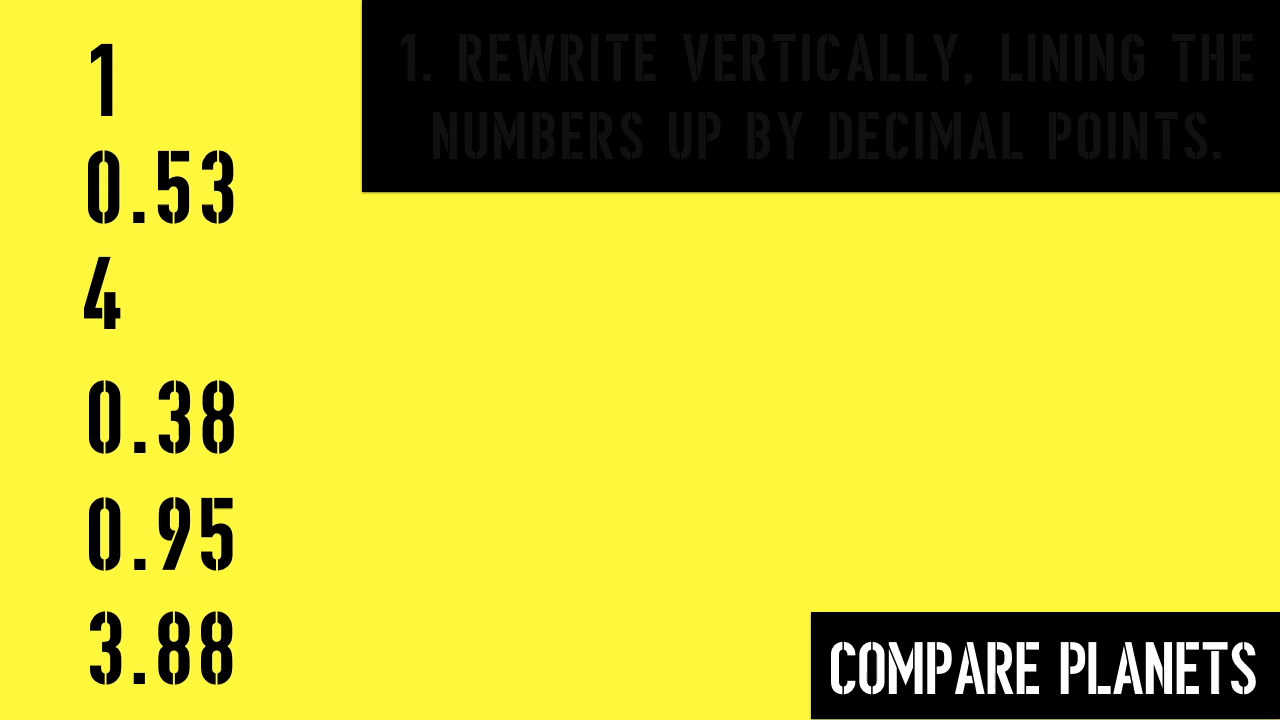 1
0.53
4
0.38
0.95
3.88
1. REWRITE VERTICALLY, LINING THE
NUMBERS UP BY DECIMAL POINTS.
COMPARE PLANETS